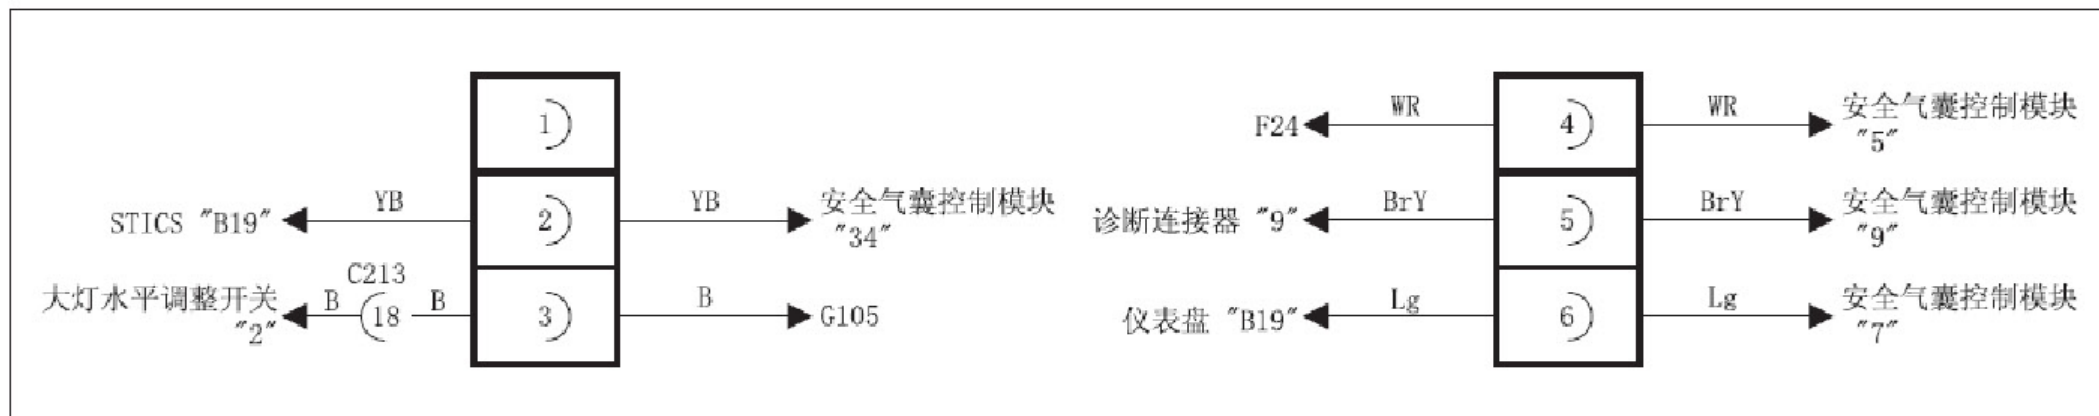 1
STICS "B19" YB 2 YB 安全气囊控制模块
"34"
C213
大灯水平调整开关 B 18 B 3 B G105
"2"
F24 WR 4 WR 安全气囊控制模块
"5"
诊断连接器 "9" BrY 5 BrY 安全气囊控制模块
"9"
仪表盘 "B19" Lg 6 Lg 安全气囊控制模块
"7"